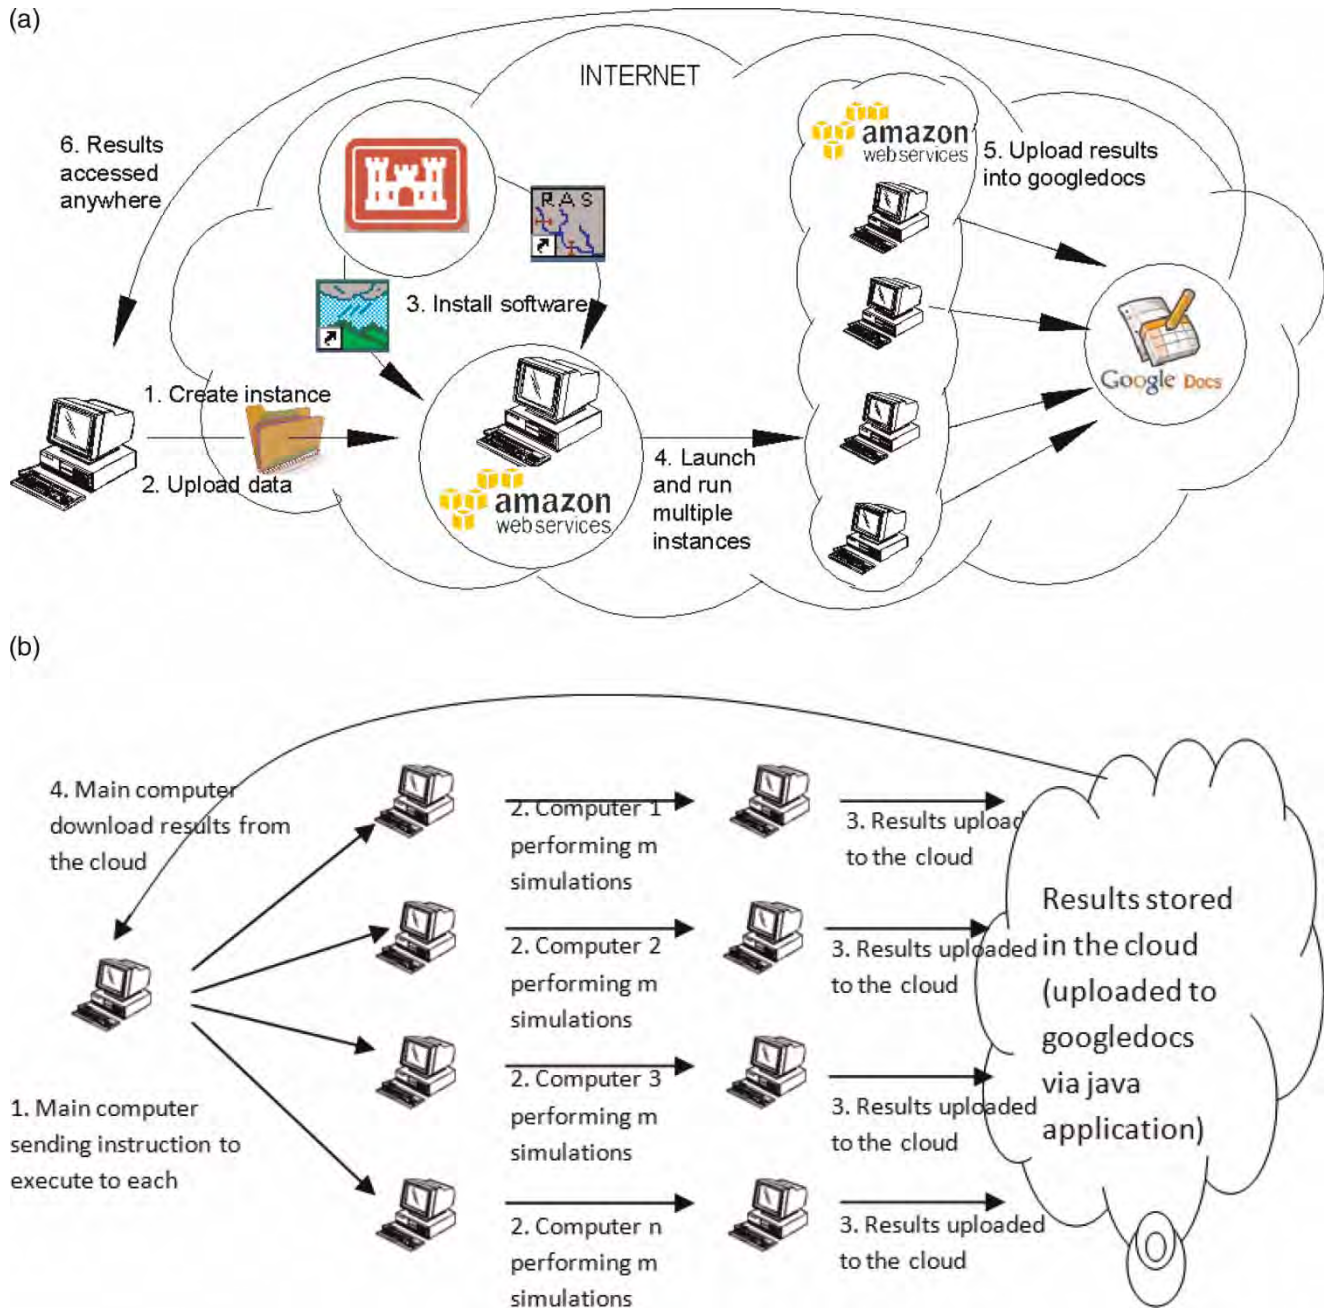 (a)
INTERNET
6. Results
accessed
anywhere
RAS
3. Install software
1. Create instance
2. Upload data
amazon
webservices
4. Launch
and run
multiple
instances
amazon
webservices
5. Upload results
into googledocs
Google Docs
(b)
4. Main computer
download results from
the cloud
1. Main computer
sending instruction to
execute to each
2. Computer 1
performing m
simulations
3. Results upload
to the cloud
2. Computer 2
performing m
simulations
3. Results uploaded
to the cloud
2. Computer 3
performing m
simulations
3. Results uploaded
to the cloud
2. Computer n
performing m
simulations
3. Results uploaded
to the cloud
Results stored
in the cloud
(uploaded to
googledocs
via java
application)